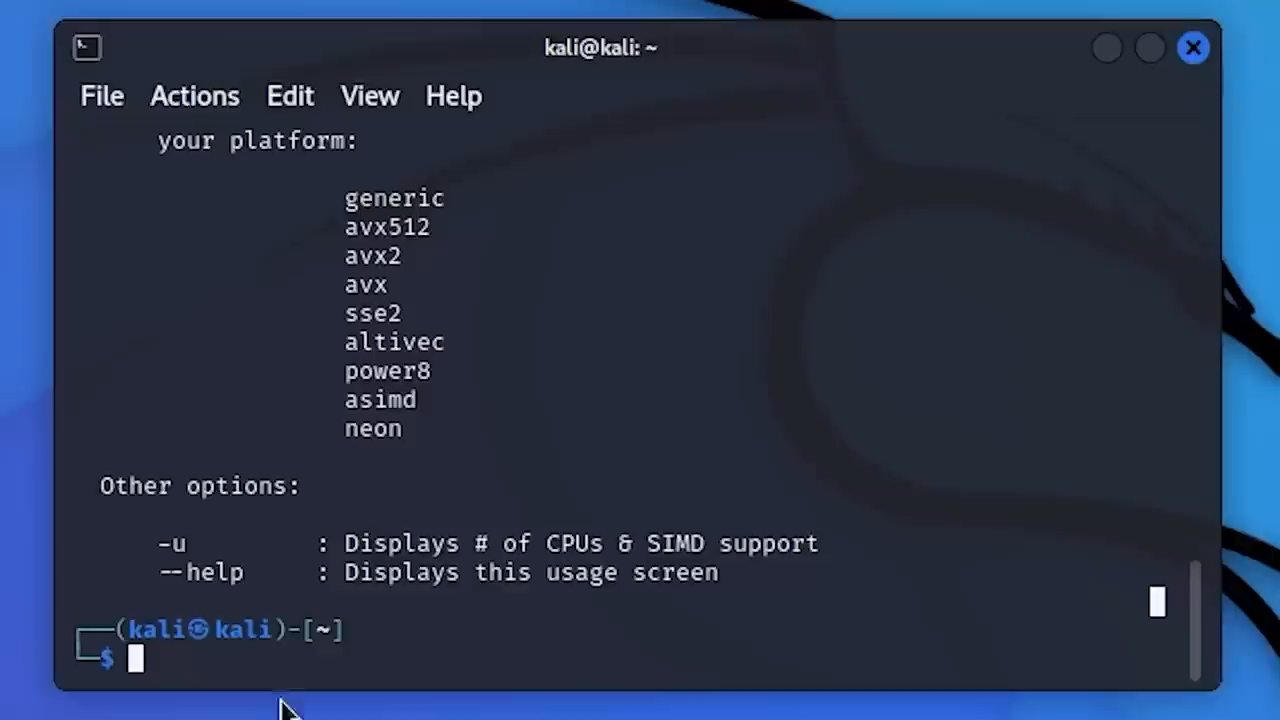 kali@kali: ~
File Actions Edit View Help
your platform:
generic
avx512
avx2
avx
sse2
altivec
power8
asimd
neon
Other options:
-u : Displays # of CPUs & SIMD support
--help : Displays this usage screen
┌──(kali㉿kali)-[~]
└─$